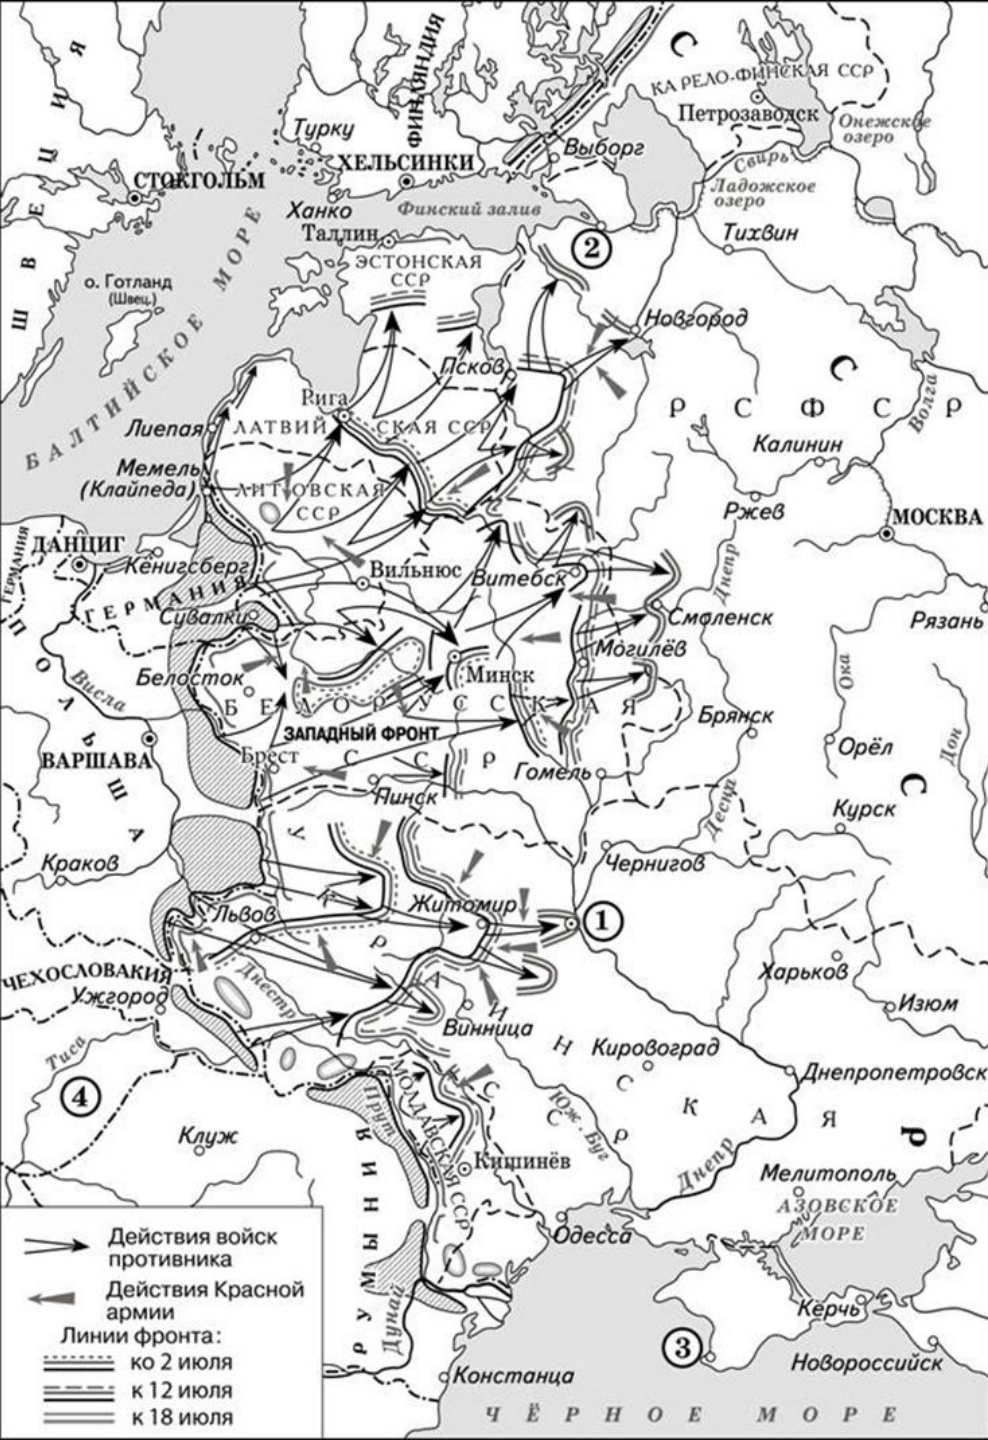 ШВЕЦИЯ
ФИНЛЯНДИЯ
С
КАРЕЛО-ФИНСКАЯ ССР
Петрозаводск
Онежское
озеро
Турку
ХЕЛЬСИНКИ
Выборг
Свирь
СТОКГОЛЬМ
Ладожское
озеро
Ханко
Финский залив
Таллин
2
Тихвин
ЭСТОНСКАЯ
ССР
о. Готланд
(Швец.)
БАЛТИЙСКОЕ МОРЕ
Новгород
Псков
С
Рига
Р С Ф С Р
Волга
Лиепая
ЛАТВИЙСКАЯ ССР
Калинин
Мемель
(Клайпеда)
ЛИТОВСКАЯ
ССР
Ржев
МОСКВА
ГЕРМАНИЯ
ДАНЦИГ
Кёнигсберг
Вильнюс
Витебск
Днепр
ГЕРМАНИЯ
Сувалки
Смоленск
Рязань
ПОЛЬША
Могилёв
Ока
Висла
Белосток
Минск
БЕЛОРУССКАЯ
Брянск
ЗАПАДНЫЙ ФРОНТ
Орёл
Дон
ВАРШАВА
Брест
С С Р
Гомель
С
Пинск
Десна
Курск
Краков
Чернигов
Житомир
Львов
1
УКРАИНСКАЯ
ССР
ЧЕХОСЛОВАКИЯ
Харьков
Ужгород
Днестр
Изюм
Винница
Тиса
Кировоград
4
Днепропетровск
МОЛДАВСКАЯ ССР
Прут
Юж. Буг
Р
Клуж
Кишинёв
Днепр
Мелитополь
АЗОВСКОЕ
МОРЕ
РУМЫНИЯ
Одесса
Дунай
Керчь
3
Новороссийск
Констанца
ЧЁРНОЕ МОРЕ
Действия войск
противника
Действия Красной
армии
Линии фронта:
ко 2 июля
к 12 июля
к 18 июля